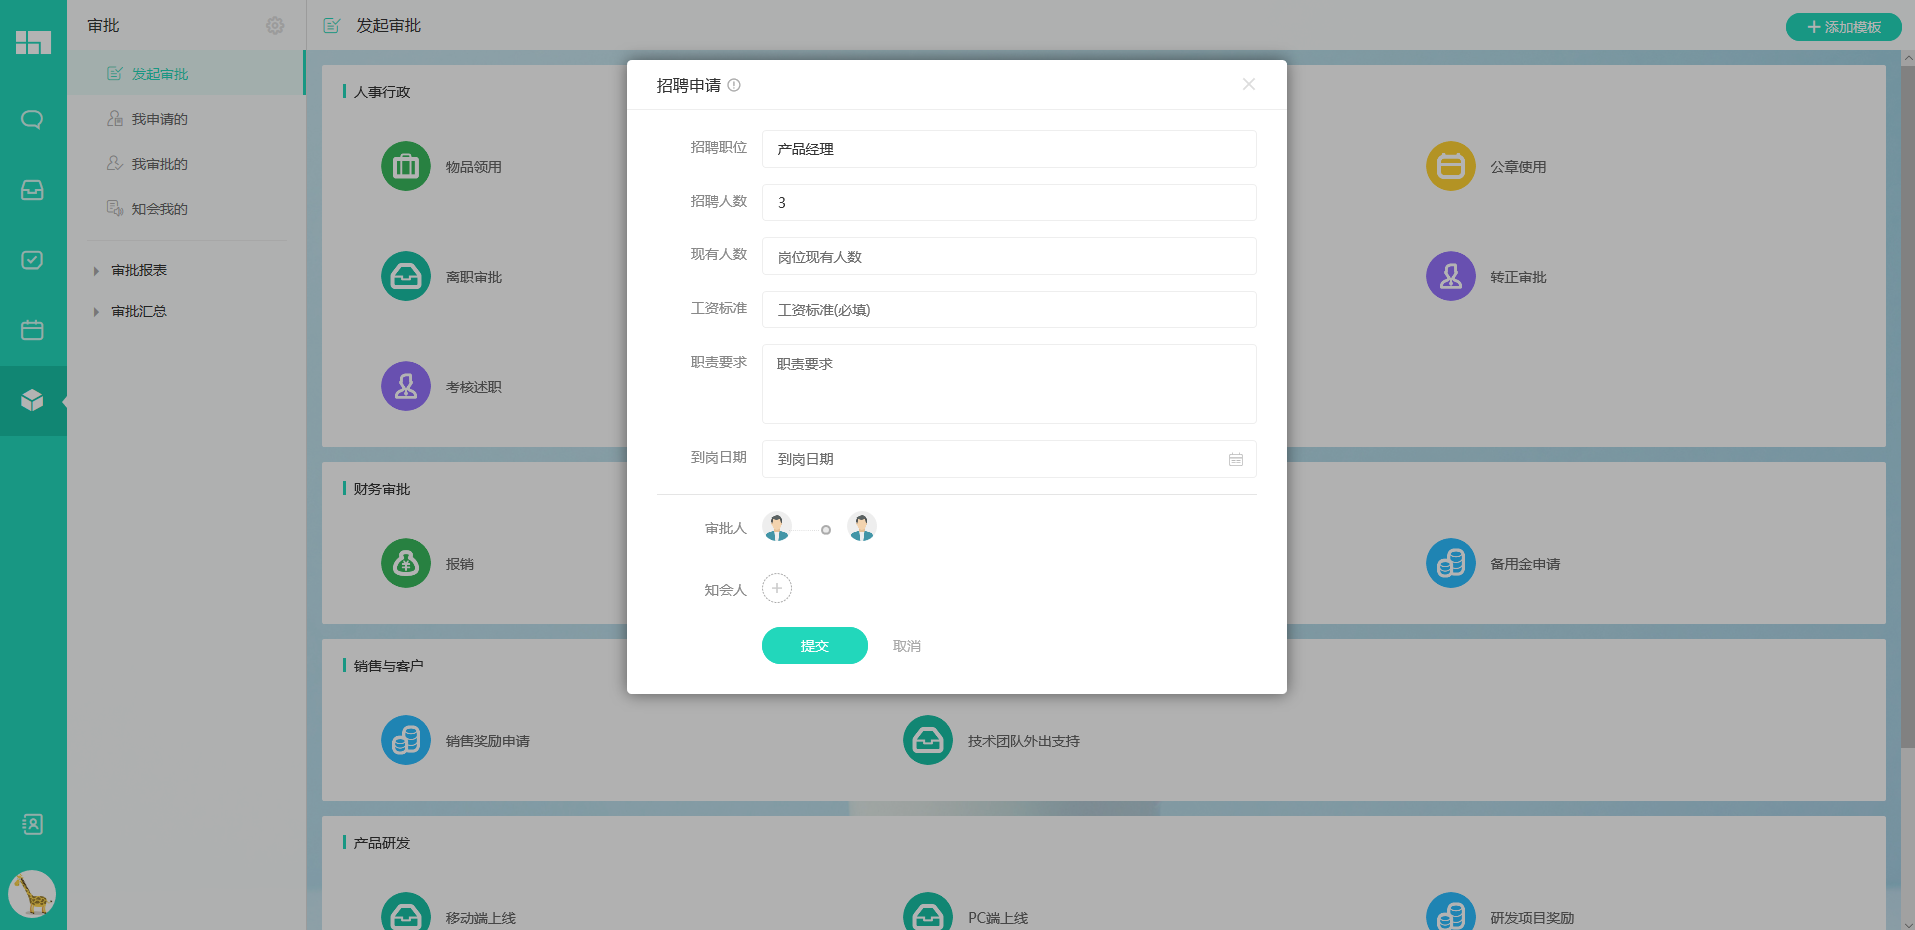 审批
发起审批
添加模板
发起审批
我申请的
我审批的
知会我的
审批报表
审批汇总
人事行政
物品领用
公章使用
离职审批
转正审批
考核述职
财务审批
报销
备用金申请
销售与客户
销售奖励申请
技术团队外出支持
产品研发
移动端上线
PC端上线
研发项目奖励
招聘申请
招聘职位
产品经理
招聘人数
3
现有人数
岗位现有人数
工资标准
工资标准(必填)
职责要求
职责要求
到岗日期
到岗日期
审批人
知会人
提交
取消